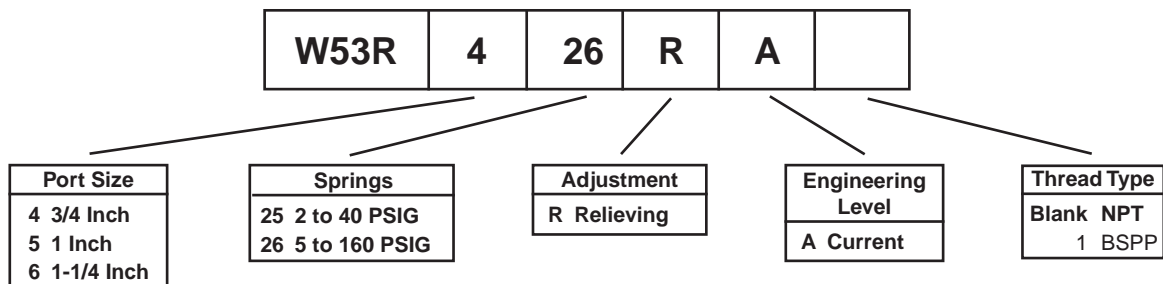 W53R 4 26 R A
Port Size
4 3/4 Inch
5 1 Inch
6 1-1/4 Inch
Springs
25 2 to 40 PSIG
26 5 to 160 PSIG
Adjustment
R Relieving
Engineering
Level
A Current
Thread Type
Blank NPT
1 BSPP